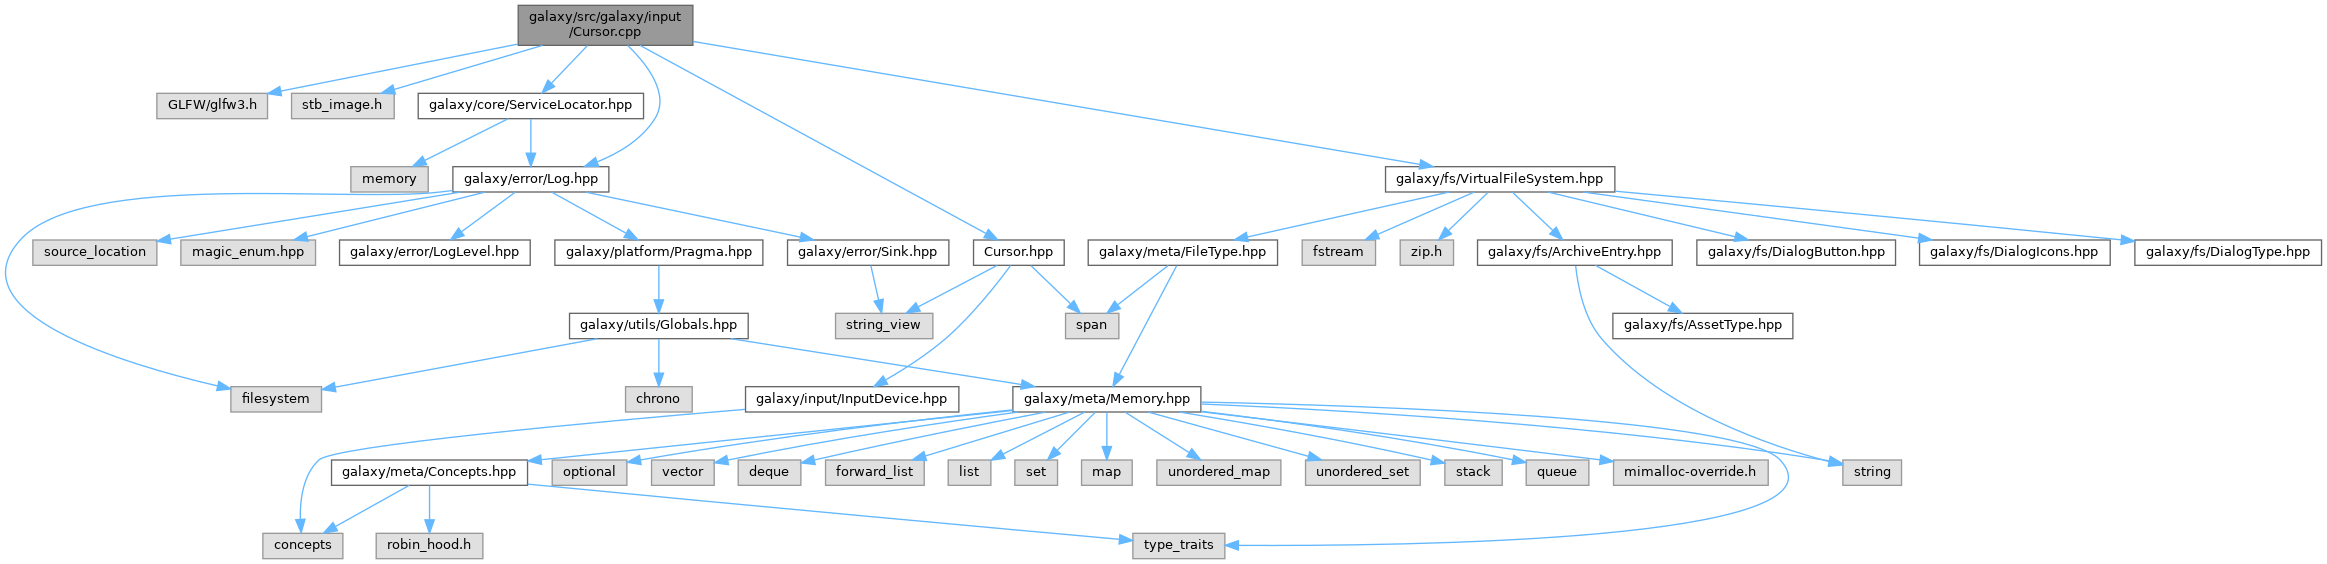 galaxy/src/galaxy/input
/Cursor.cpp
GLFW/glfw3.h
stb_image.h
galaxy/core/ServiceLocator.hpp
memory
galaxy/error/Log.hpp
galaxy/fs/VirtualFileSystem.hpp
source_location
magic_enum.hpp
galaxy/error/LogLevel.hpp
galaxy/platform/Pragma.hpp
galaxy/error/Sink.hpp
Cursor.hpp
galaxy/meta/FileType.hpp
fstream
zip.h
galaxy/fs/ArchiveEntry.hpp
galaxy/fs/DialogButton.hpp
galaxy/fs/DialogIcons.hpp
galaxy/fs/DialogType.hpp
galaxy/utils/Globals.hpp
string_view
span
galaxy/fs/AssetType.hpp
filesystem
chrono
galaxy/input/InputDevice.hpp
galaxy/meta/Memory.hpp
galaxy/meta/Concepts.hpp
optional
vector
deque
forward_list
list
set
map
unordered_map
unordered_set
stack
queue
mimalloc-override.h
string
concepts
robin_hood.h
type_traits